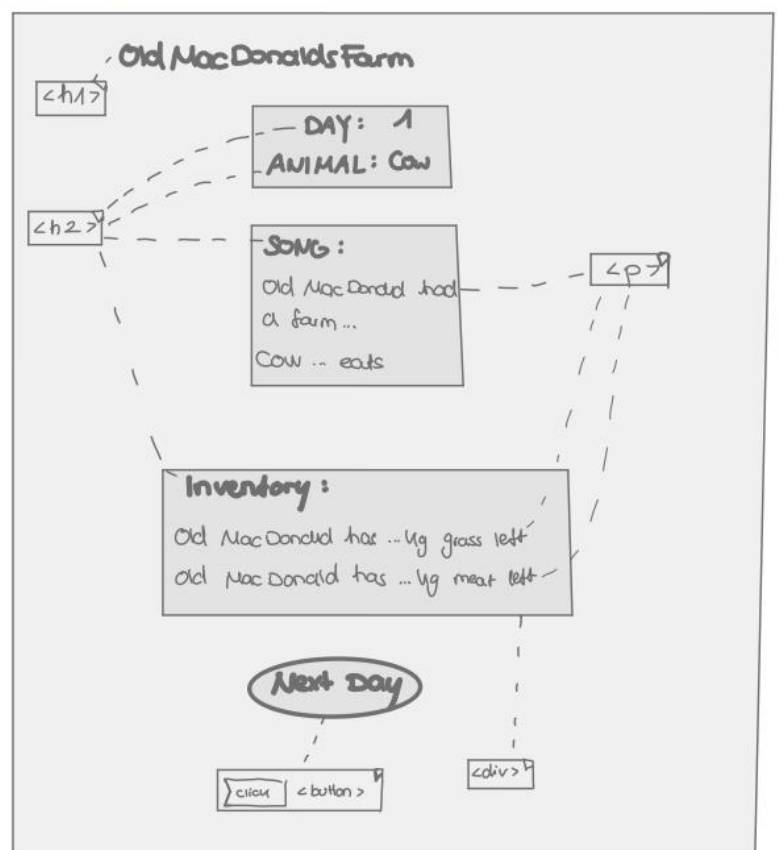 Old MacDonalds Farm
<h1>
DAY: 1
ANIMAL: Cow
<h2>
SONG:
<p>
Old MacDonald had
a farm...
Cow ... eats
Inventory:
Old MacDonald has ... kg grass left
Old MacDonald has ... kg meat left
Next Day
<div>
click <button>